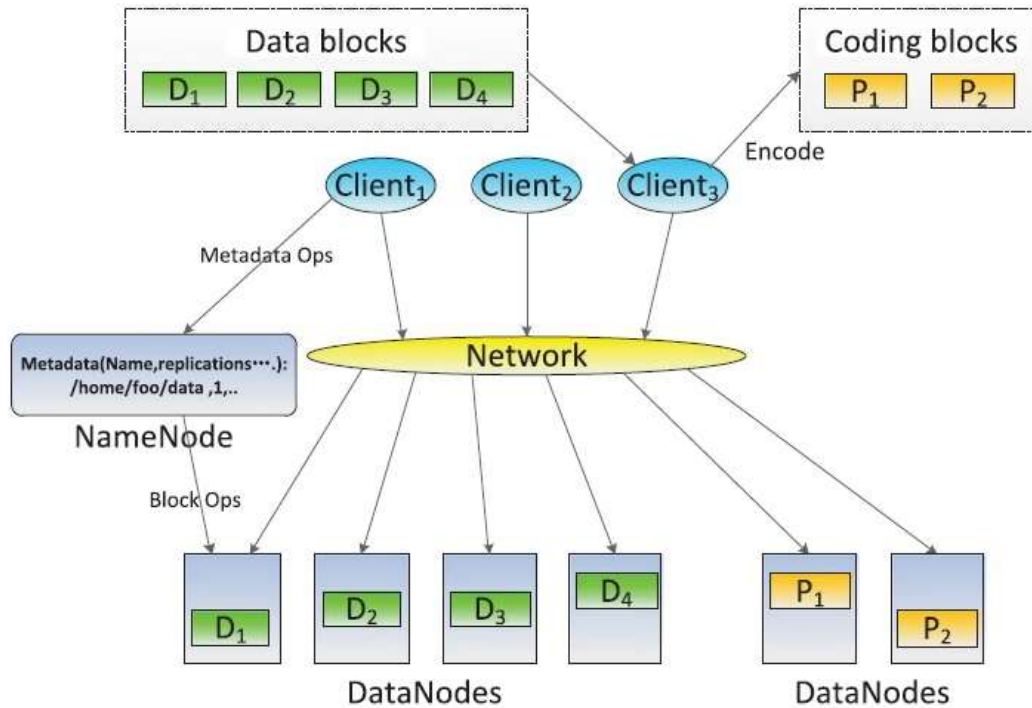 Data blocks
D₁ D₂ D₃ D₄
Coding blocks
P₁ P₂
Encode
Client₁ Client₂ Client₃
Metadata Ops
Metadata(Name,replications….):
/home/foo/data ,1,..
NameNode
Network
Block Ops
D₁ D₂ D₃ D₄ P₁ P₂
DataNodes DataNodes